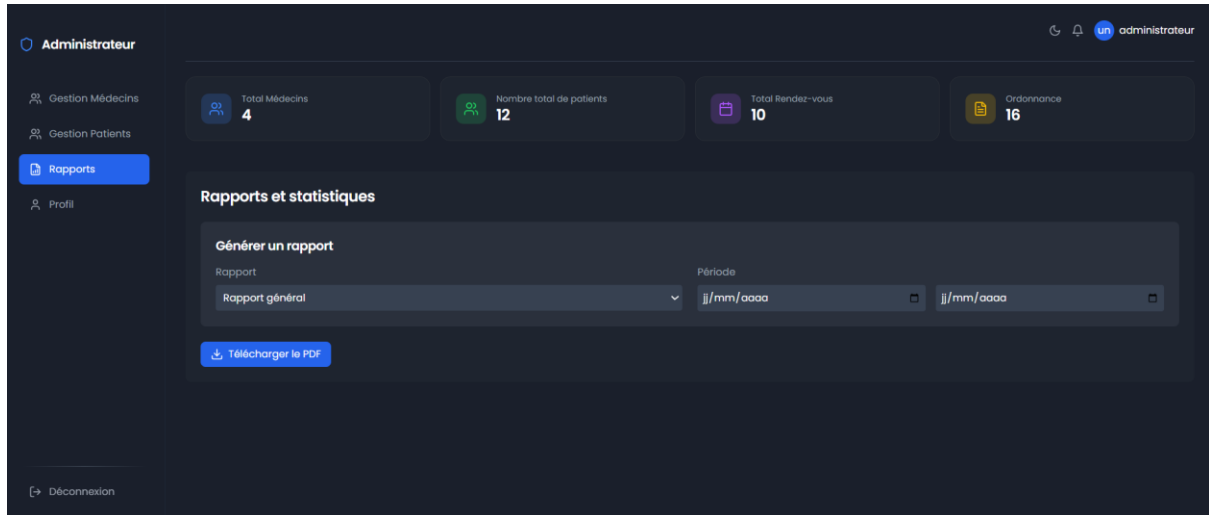 Administrateur
un administrateur
Gestion Médecins
Gestion Patients
Rapports
Profil
Déconnexion
Total Médecins
4
Nombre total de patients
12
Total Rendez-vous
10
Ordonnance
16
Rapports et statistiques
Générer un rapport
Rapport
Période
Rapport général
jj/mm/aaaa
jj/mm/aaaa
Télécharger le PDF